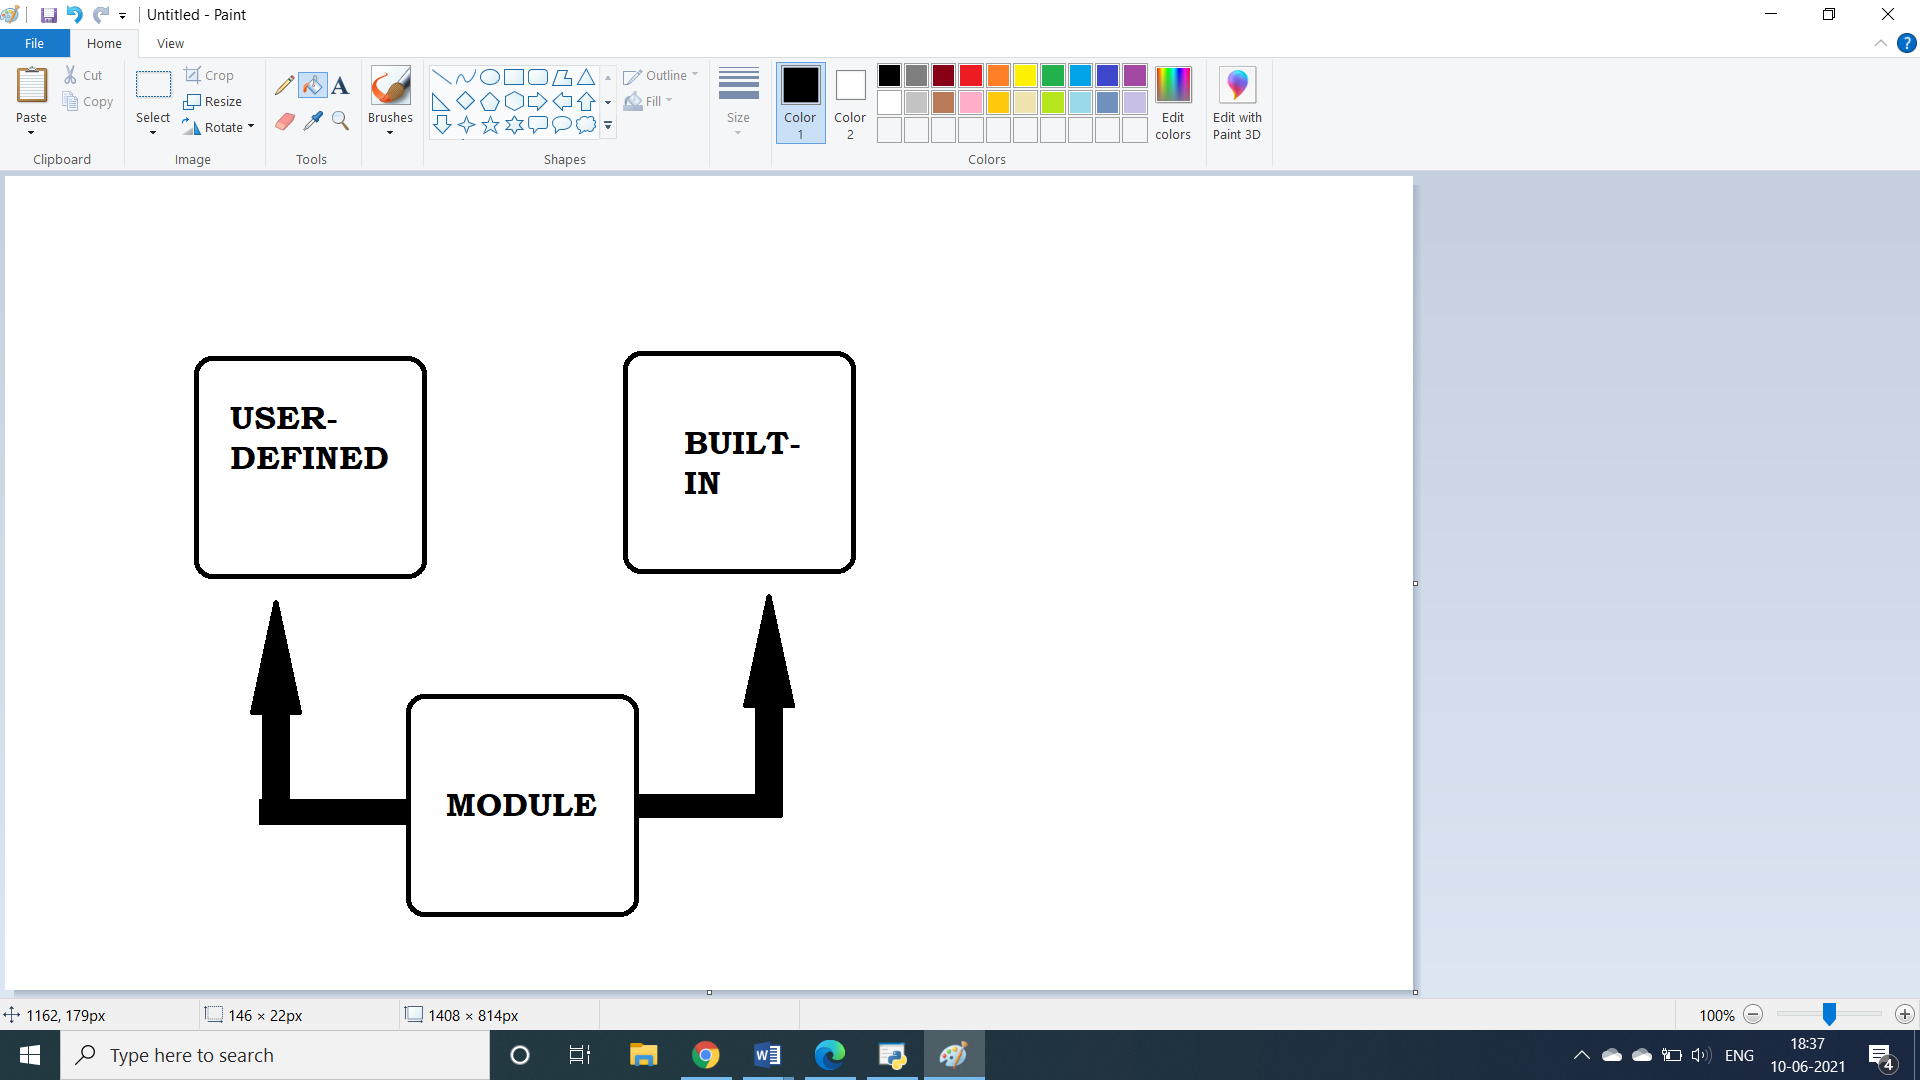 Untitled - Paint
File
Home
View
Paste
Cut
Copy
Clipboard
Select
Crop
Resize
Rotate
Image
A
Tools
Brushes
Outline
Fill
Shapes
Size
Color
1
Color
2
Edit
colors
Colors
Edit with
Paint 3D
?
USER-
DEFINED
BUILT-
IN
MODULE
1162, 179px
146 × 22px
1408 × 814px
100%
Type here to search
W
ENG
18:37
10-06-2021
4